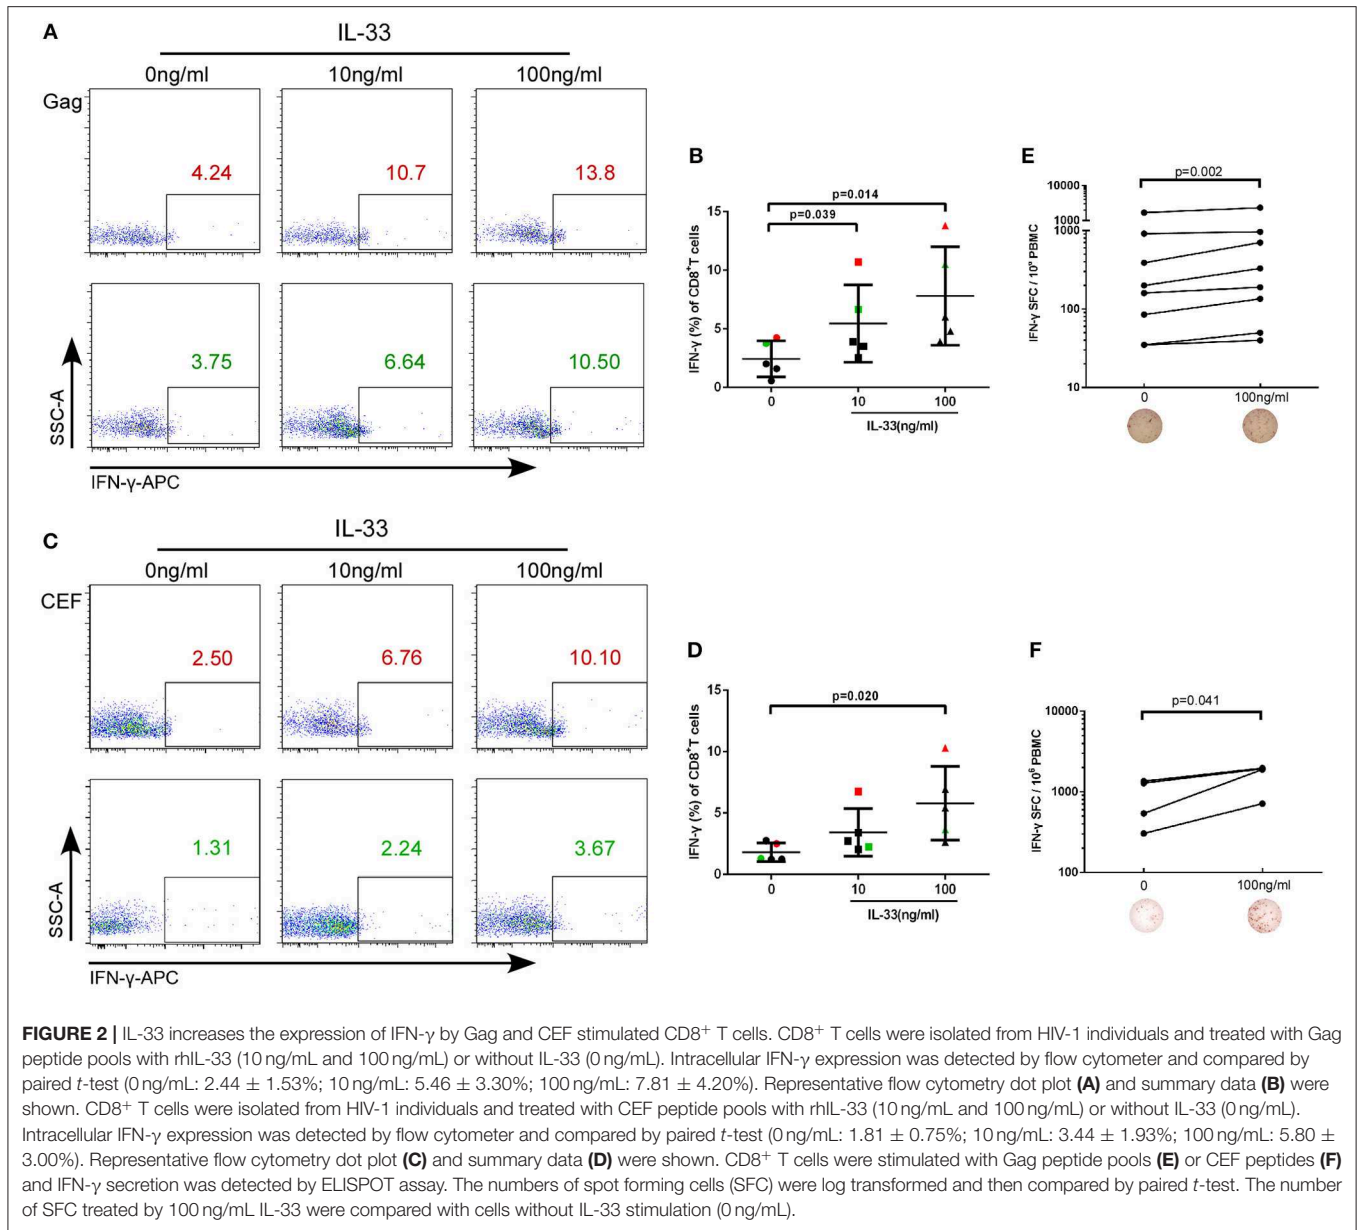 A
IL-33
0ng/ml 10ng/ml 100ng/ml
Gag
4.24 10.7 13.8
3.75 6.64 10.50
SSC-A
IFN-γ-APC
B
p=0.014
p=0.039
15
10
5
0
IFN-γ (%) of CD8⁺T cells
0 10 100
IL-33(ng/ml)
E
p=0.002
10000
1000
1000
100
10
IFN-γ SFC / 10⁶ PBMC
0 100ng/ml
C
IL-33
0ng/ml 10ng/ml 100ng/ml
CEF
2.50 6.76 10.10
1.31 2.24 3.67
SSC-A
IFN-γ-APC
D
p=0.020
15
10
5
0
IFN-γ (%) of CD8⁺T cells
0 10 100
IL-33(ng/ml)
F
p=0.041
10000
1000
100
IFN-γ SFC / 10⁶ PBMC
0 100ng/ml
FIGURE 2 | IL-33 increases the expression of IFN-γ by Gag and CEF stimulated CD8⁺ T cells. CD8⁺ T cells were isolated from HIV-1 individuals and treated with Gag
peptide pools with rhIL-33 (10 ng/mL and 100 ng/mL) or without IL-33 (0 ng/mL). Intracellular IFN-γ expression was detected by flow cytometer and compared by
paired t-test (0 ng/mL: 2.44 ± 1.53%; 10 ng/mL: 5.46 ± 3.30%; 100 ng/mL: 7.81 ± 4.20%). Representative flow cytometry dot plot (A) and summary data (B) were
shown. CD8⁺ T cells were isolated from HIV-1 individuals and treated with CEF peptide pools with rhIL-33 (10 ng/mL and 100 ng/mL) or without IL-33 (0 ng/mL).
Intracellular IFN-γ expression was detected by flow cytometer and compared by paired t-test (0 ng/mL: 1.81 ± 0.75%; 10 ng/mL: 3.44 ± 1.93%; 100 ng/mL: 5.80 ±
3.00%). Representative flow cytometry dot plot (C) and summary data (D) were shown. CD8⁺ T cells were stimulated with Gag peptide pools (E) or CEF peptides (F)
and IFN-γ secretion was detected by ELISPOT assay. The numbers of spot forming cells (SFC) were log transformed and then compared by paired t-test. The number
of SFC treated by 100 ng/mL IL-33 were compared with cells without IL-33 stimulation (0 ng/mL).